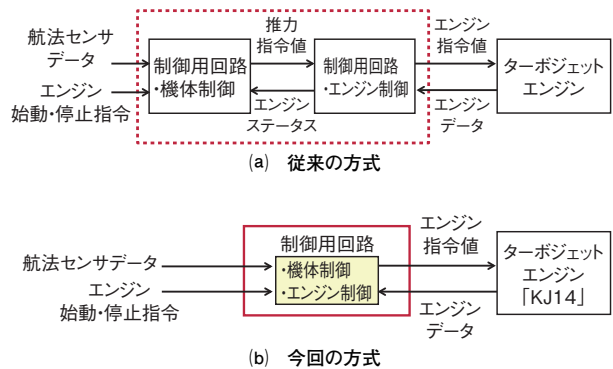 航法センサ
データ
エンジン
始動・停止指令
制御用回路
・機体制御
推力
指令値
エンジン
ステータス
制御用回路
・エンジン制御
エンジン
指令値
エンジン
データ
ターボジェット
エンジン
(a) 従来の方式
航法センサデータ
エンジン
始動・停止指令
制御用回路
・機体制御
・エンジン制御
エンジン
指令値
エンジン
データ
ターボジェット
エンジン
「KJ14」
(b) 今回の方式